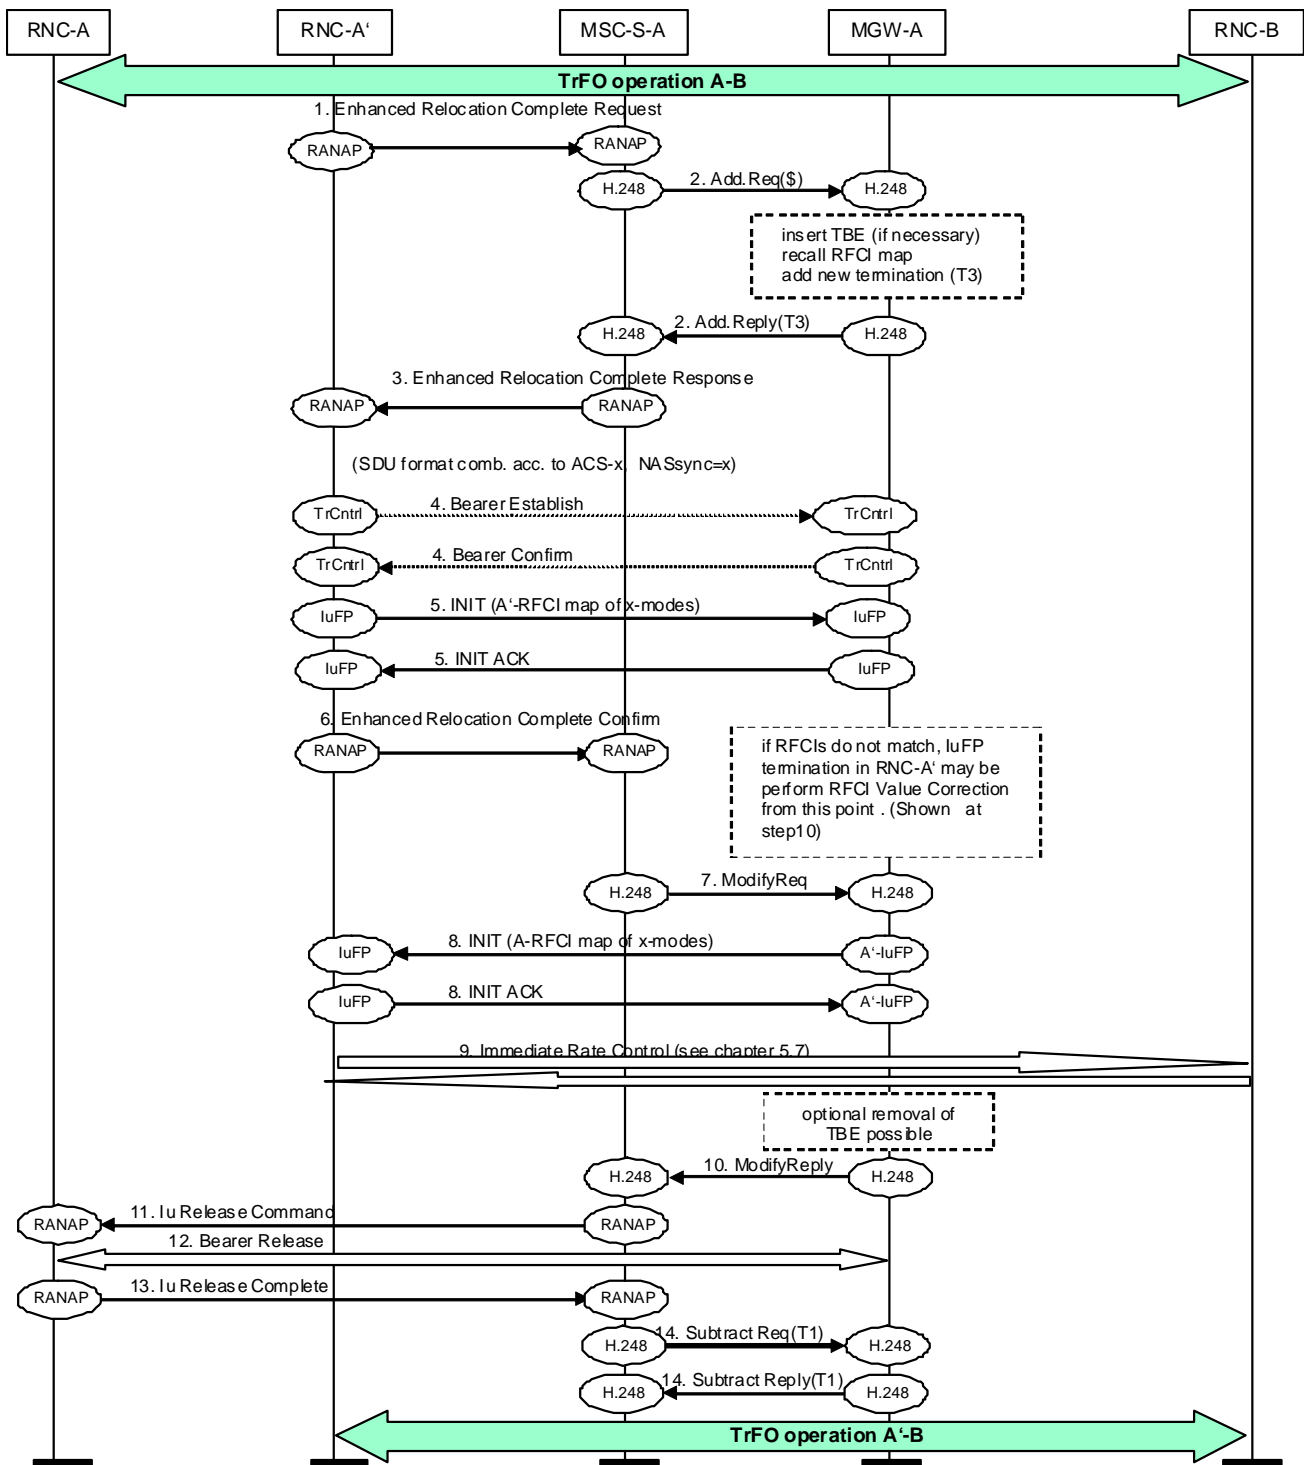 RNC-A RNC-A‘ MSC-S-A MGW-A RNC-B
TrFO operation A-B
1. Enhanced Relocation Complete Request
RANAP RANAP
H.248 2. Add.Req($) H.248
insert TBE (if necessary)
recall RFCI map
add new termination (T3)
H.248 2. Add.Reply(T3) H.248
3. Enhanced Relocation Complete Response
RANAP RANAP
(SDU format comb. acc. to ACS-x, NASsync=x)
TrCntrl 4. Bearer Establish TrCntrl
TrCntrl 4. Bearer Confirm TrCntrl
IuFP 5. INIT (A‘-RFCI map of x-modes) IuFP
IuFP 5. INIT ACK IuFP
6. Enhanced Relocation Complete Confirm
RANAP RANAP
if RFCIs do not match, IuFP
termination in RNC-A‘ may be
perform RFCI Value Correction
from this point . (Shown at
step10)
H.248 7. ModifyReq H.248
IuFP 8. INIT (A-RFCI map of x-modes) A‘-IuFP
IuFP 8. INIT ACK A‘-IuFP
9. Immediate Rate Control (see chapter 5.7)
optional removal of
TBE possible
H.248 10. ModifyReply H.248
RANAP 11. Iu Release Command RANAP
12. Bearer Release
RANAP 13. Iu Release Complete RANAP
H.248 14. Subtract Req(T1) H.248
H.248 14. Subtract Reply(T1) H.248
TrFO operation A‘-B